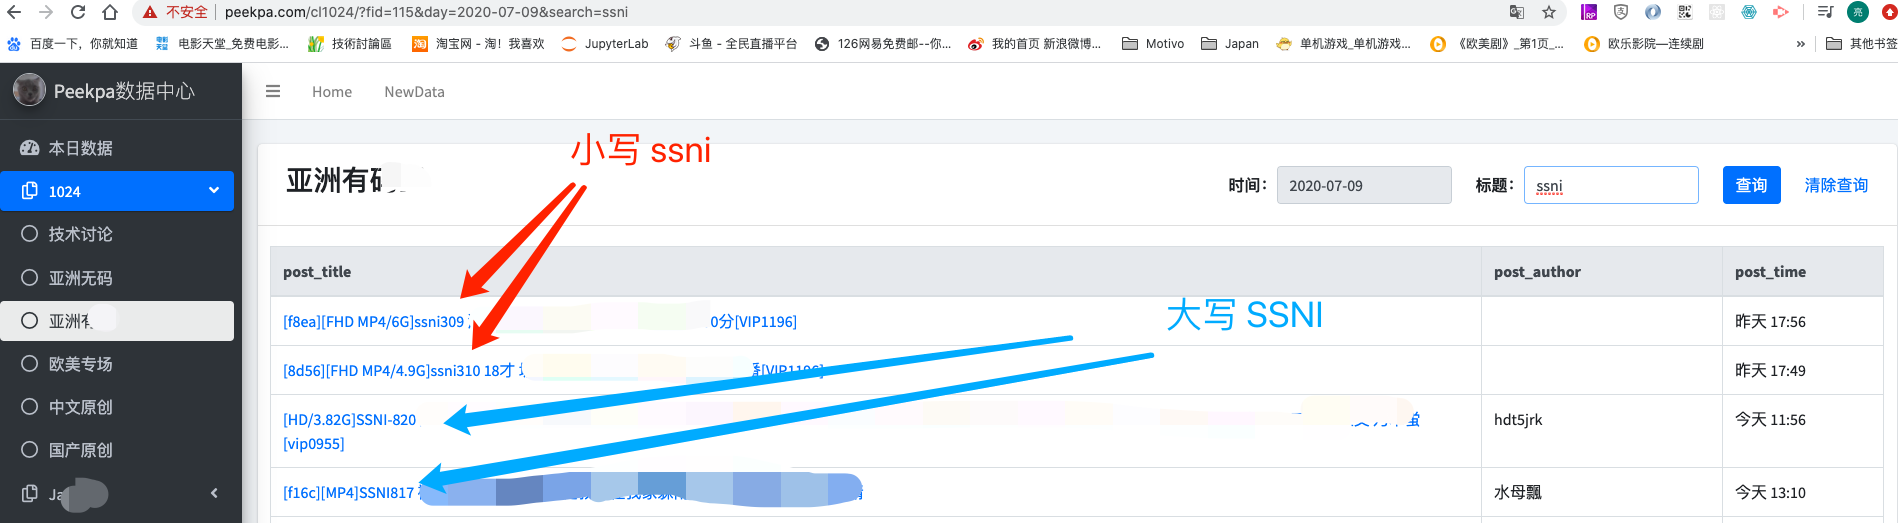 不安全 peekpa.com/cl1024/?fid=115&day=2020-07-09&search=ssni
RP 亮
百度一下，你就知道 电影天堂_免费电影... 技術討論區 淘 淘宝网 - 淘！我喜欢 JupyterLab 斗鱼 - 全民直播平台 126网易免费邮--你... 我的首页 新浪微博... Motivo Japan 单机游戏_单机游戏... 《欧美剧》_第1页_... 欧乐影院—连续剧 » 其他书签
Peekpa数据中心
Home NewData
本日数据
1024
技术讨论
亚洲无码
亚洲有
欧美专场
中文原创
国产原创
小写 ssni
亚洲有
时间： 2020-07-09 标题： ssni 查询 清除查询
post_title post_author post_time
大写 SSNI
[f8ea][FHD MP4/6G]ssni309 0分[VIP1196] 昨天 17:56
[8d56][FHD MP4/4.9G]ssni310 18才 [VIP1196] 昨天 17:49
[HD/3.82G]SSNI-820 hdt5jrk 今天 11:56
[vip0955]
[f16c][MP4]SSNI817 水母飄 今天 13:10